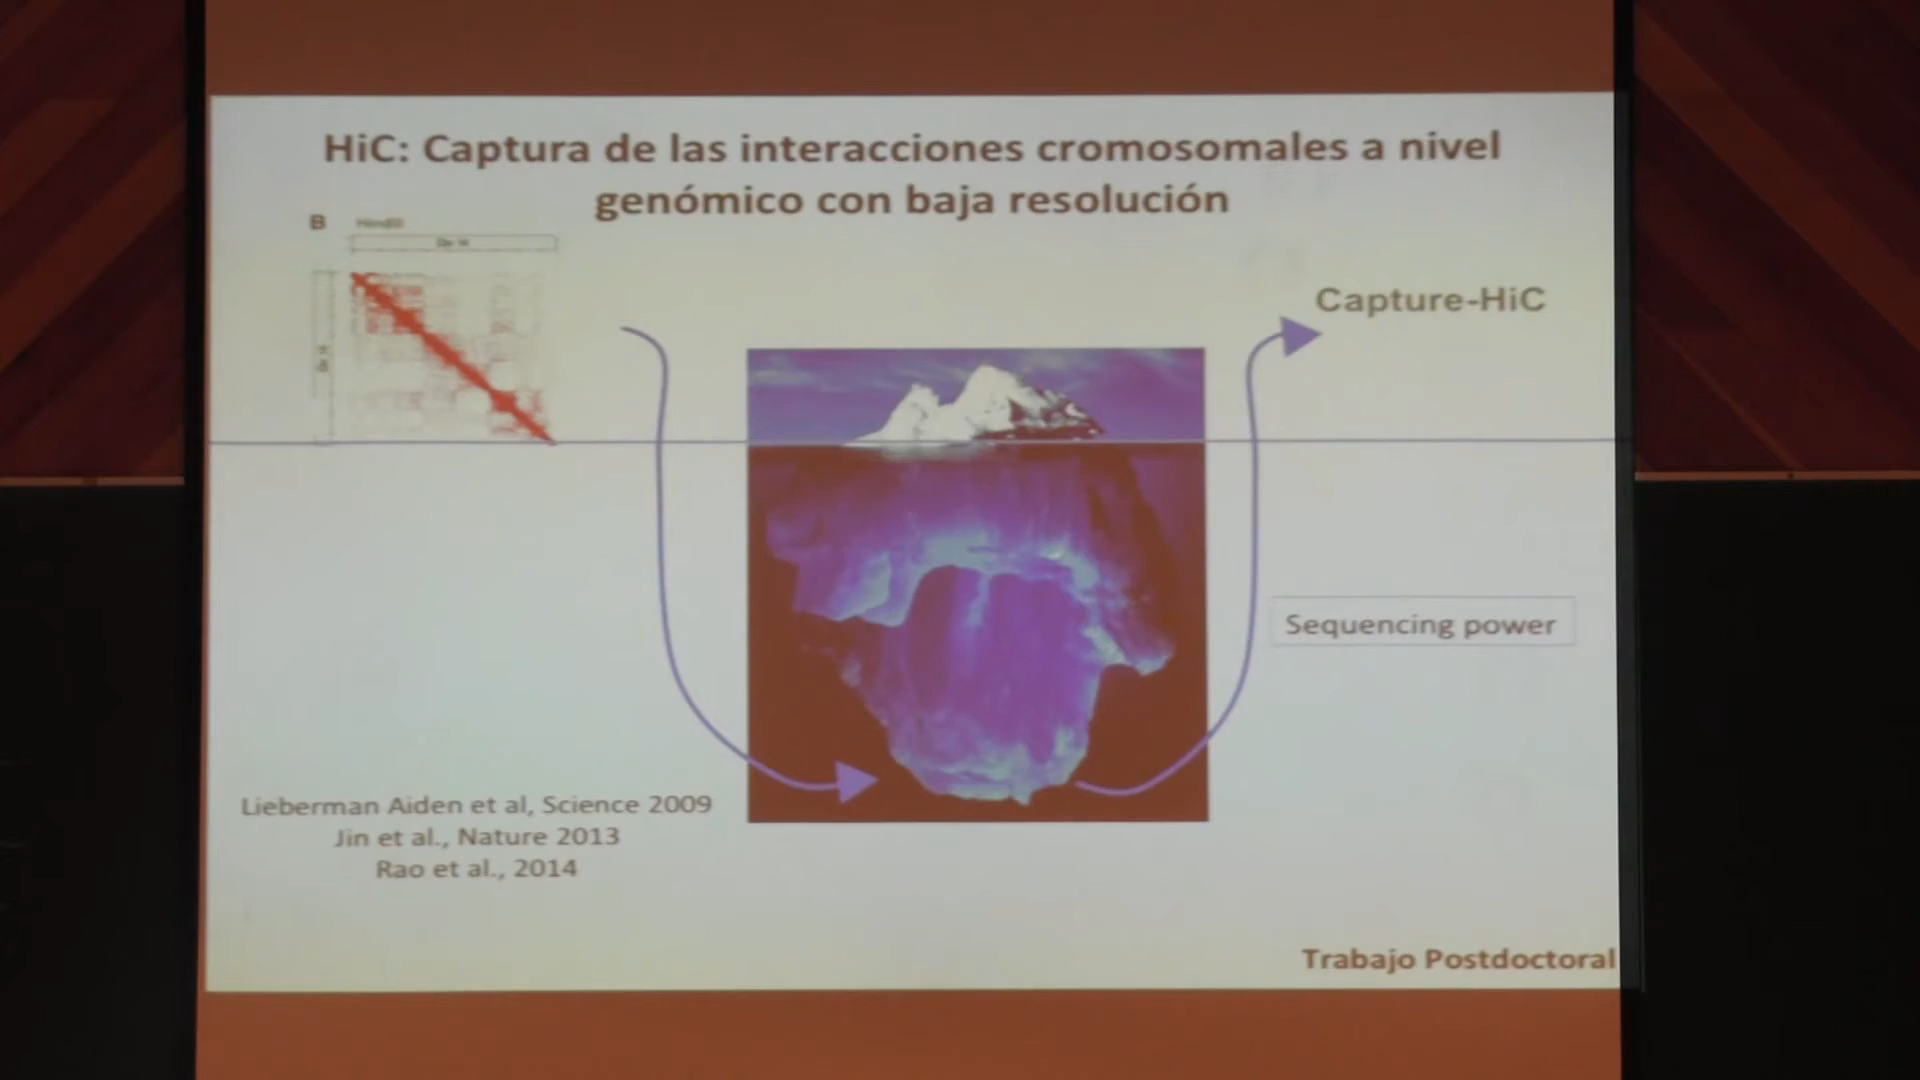 HiC: Captura de las interacciones cromosomales a nivel
genómico con baja resolución
B
HindIII
Capture-HiC
Sequencing power
Lieberman Aiden et al, Science 2009
Jin et al., Nature 2013
Rao et al., 2014
Trabajo Postdoctoral